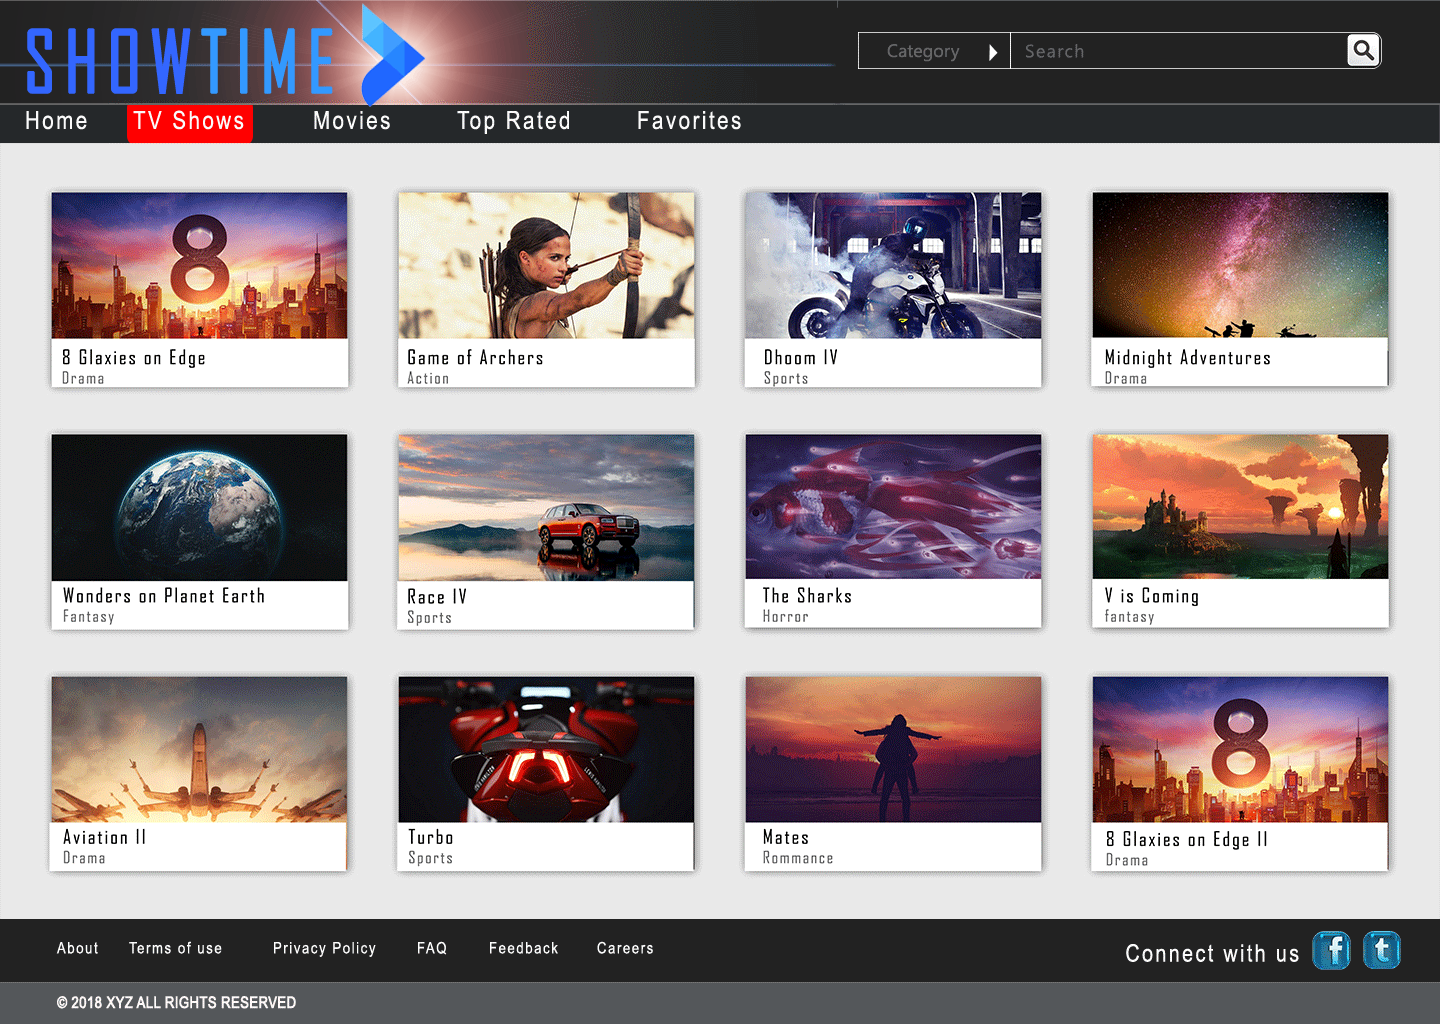 SHOWTIME
Category Search
Home TV Shows Movies Top Rated Favorites
8
8 Glaxies on Edge
Drama
Game of Archers
Action
Dhoom IV
Sports
Midnight Adventures
Drama
Wonders on Planet Earth
Fantasy
Race IV
Sports
The Sharks
Horror
V is Coming
fantasy
Aviation II
Drama
Turbo
Sports
Mates
Rommance
8
8 Glaxies on Edge II
Drama
About Terms of use Privacy Policy FAQ Feedback Careers
Connect with us f t
© 2018 XYZ ALL RIGHTS RESERVED